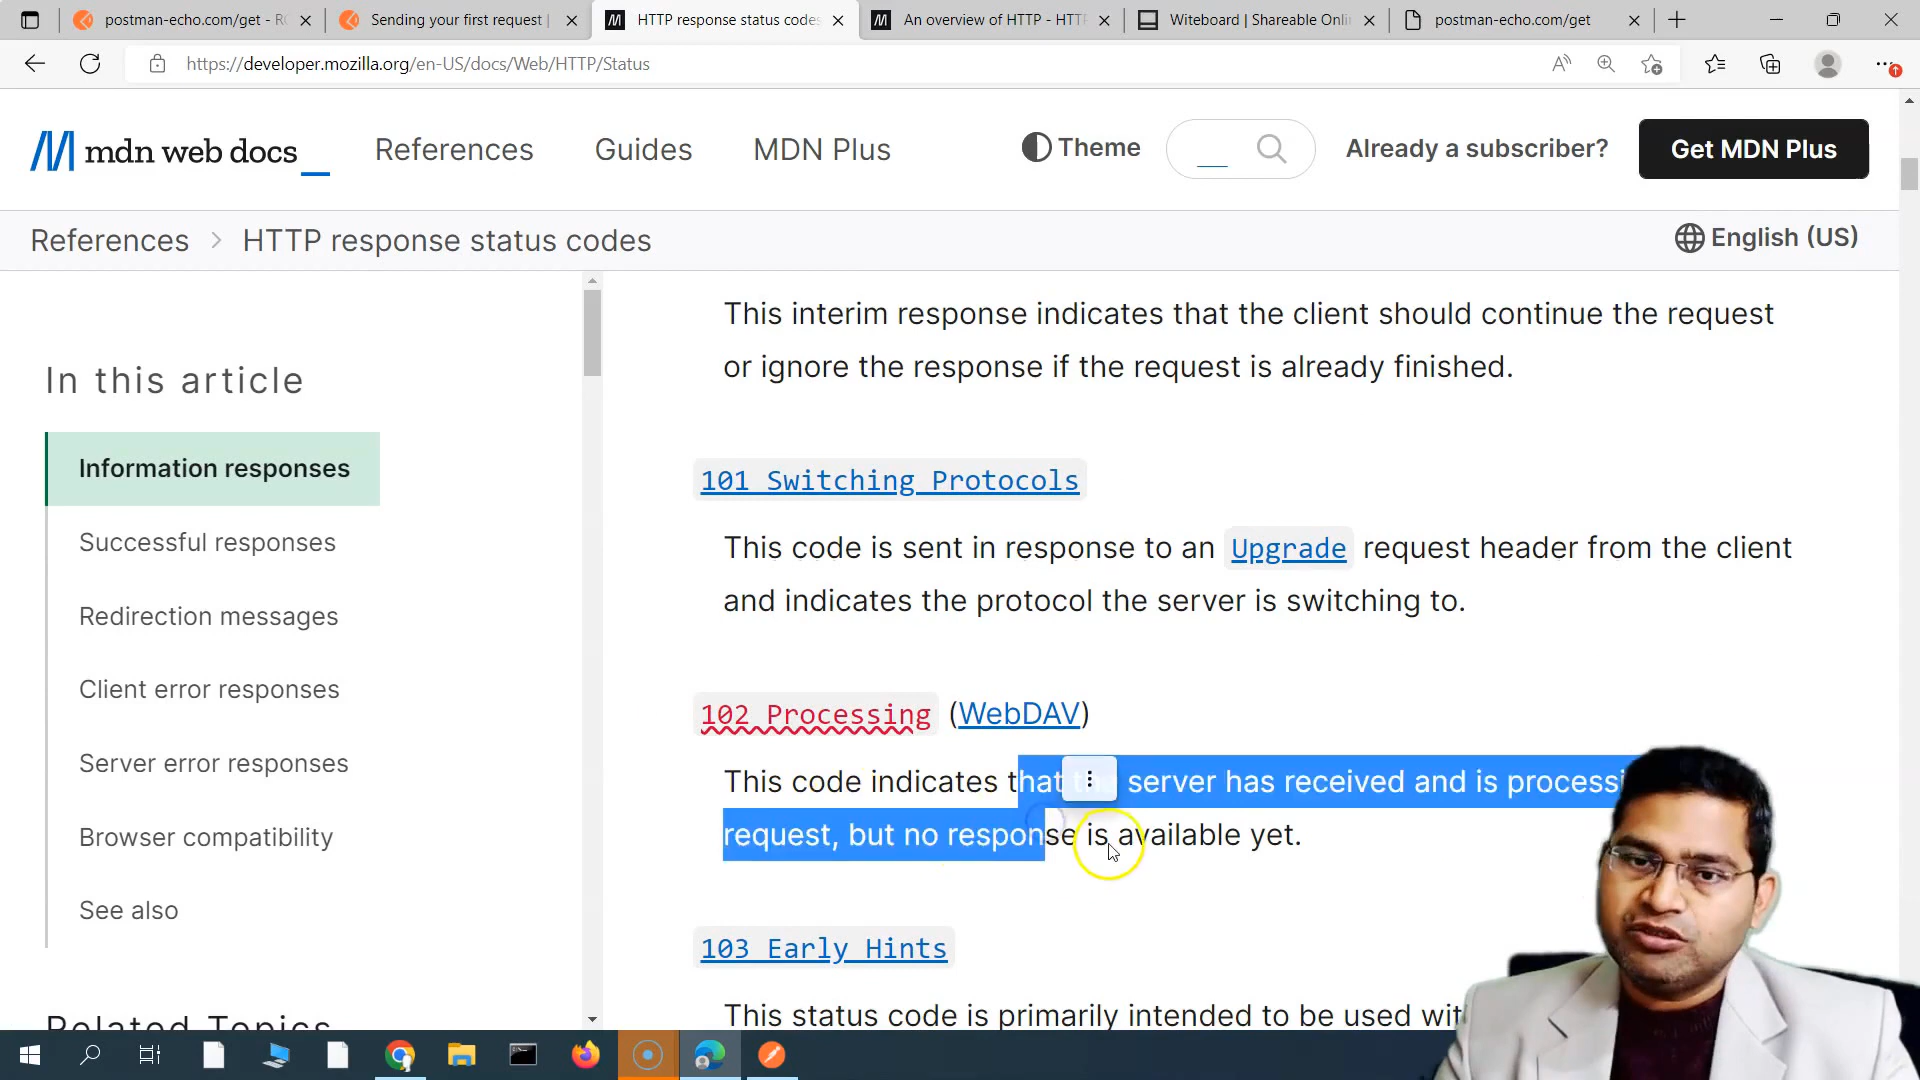 postman-echo.com/get - R
Sending your first request |
HTTP response status codes
An overview of HTTP - HTT
Witeboard | Shareable Onli
postman-echo.com/get
https://developer.mozilla.org/en-US/docs/Web/HTTP/Status
mdn web docs_
References
Guides
MDN Plus
Theme
Already a subscriber?
Get MDN Plus
References > HTTP response status codes
English (US)
In this article
Information responses
Successful responses
Redirection messages
Client error responses
Server error responses
Browser compatibility
See also
Related Topics
This interim response indicates that the client should continue the request
or ignore the response if the request is already finished.
101 Switching Protocols
This code is sent in response to an Upgrade request header from the client
and indicates the protocol the server is switching to.
102 Processing (WebDAV)
This code indicates that the server has received and is processi
request, but no response is available yet.
103 Early Hints
This status code is primarily intended to be used wit